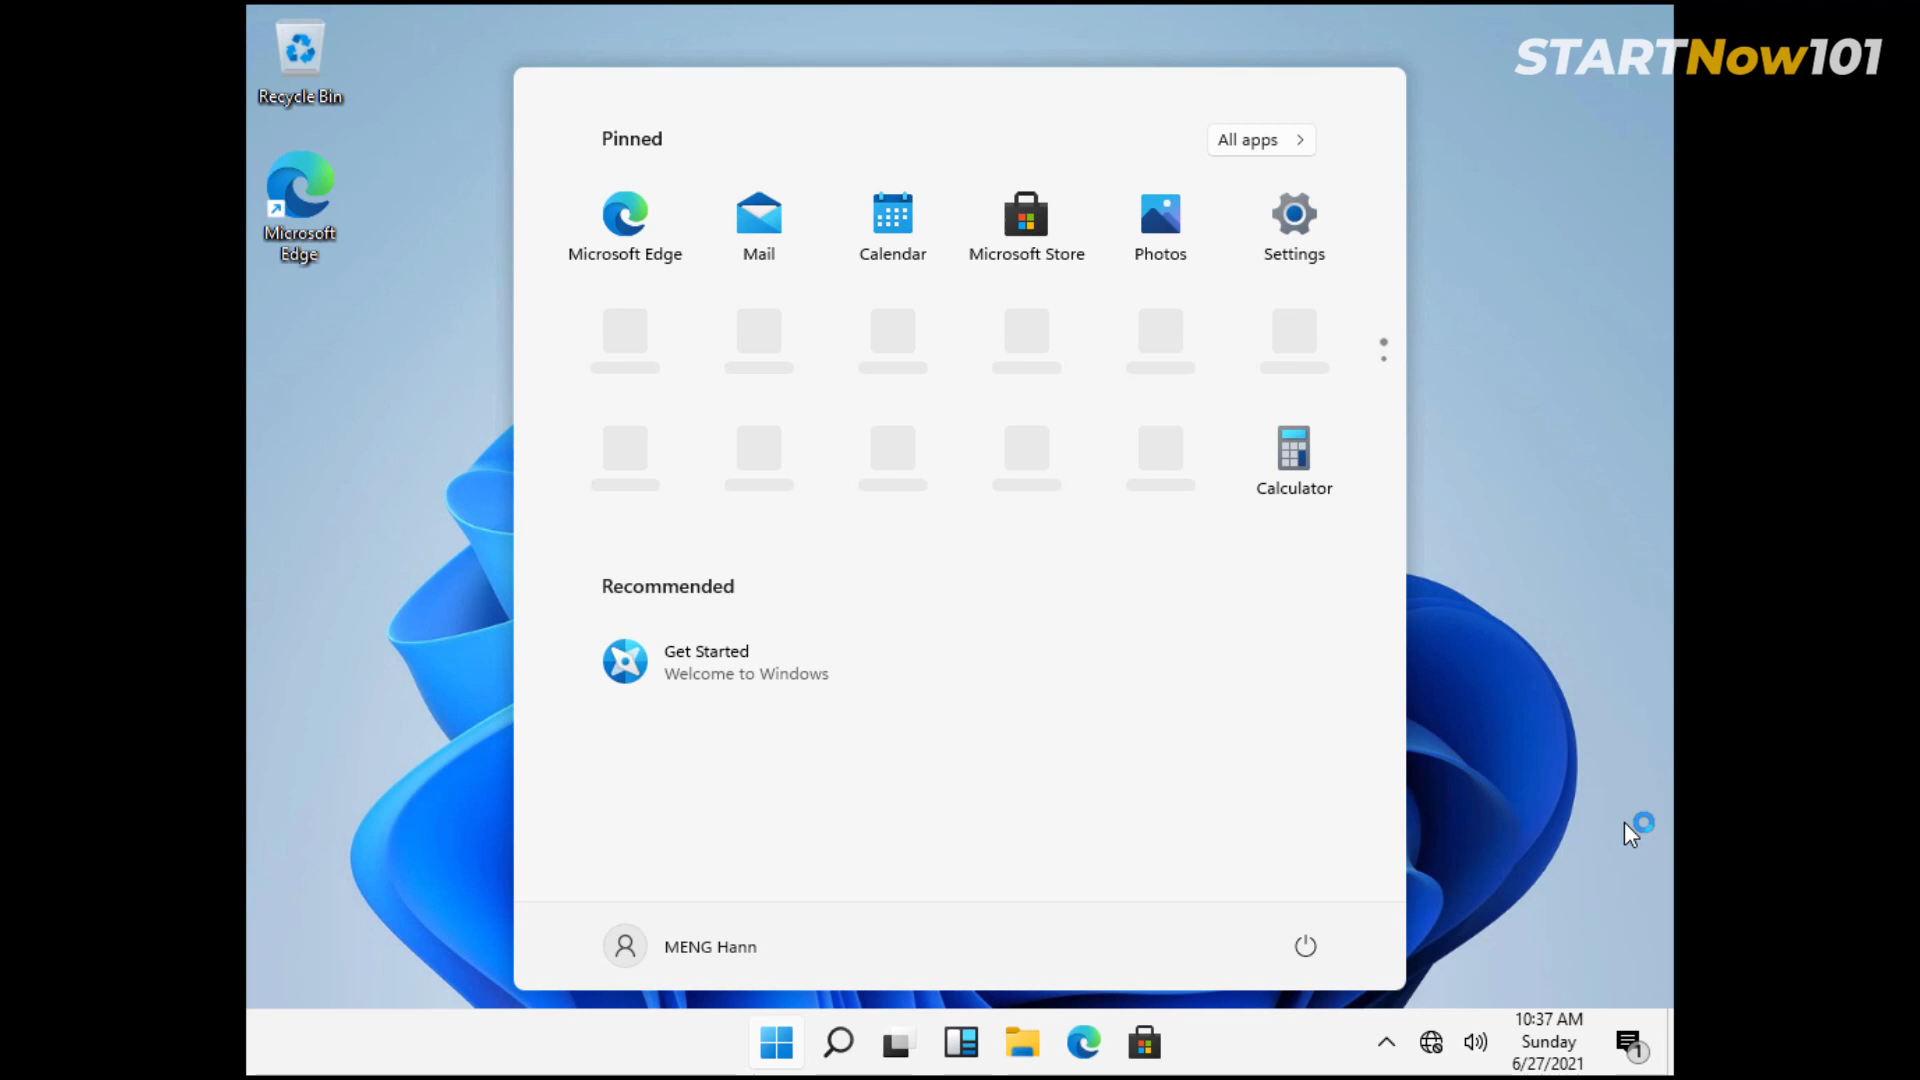 STARTNow101
Recycle Bin
Microsoft
Edge
Pinned
All apps
Microsoft Edge
Mail
Calendar
Microsoft Store
Photos
Settings
Calculator
Recommended
Get Started
Welcome to Windows
MENG Hann
10:37 AM
Sunday
6/27/2021
1